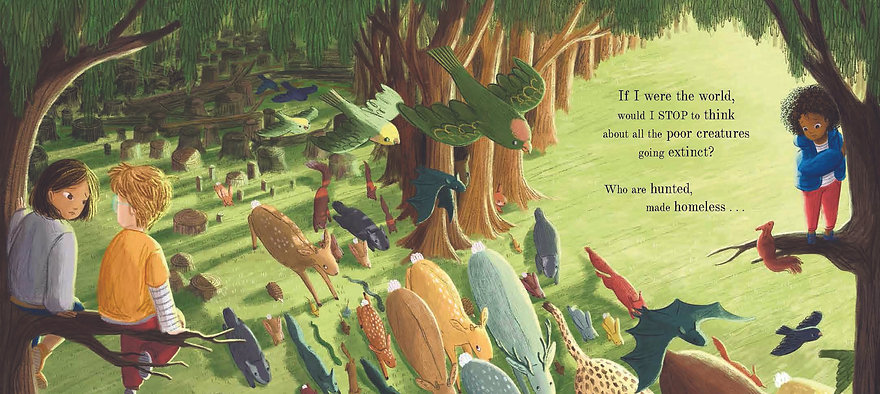 If I were the world,
would I STOP to think
about all the poor creatures
going extinct?
Who are hunted,
made homeless . . .